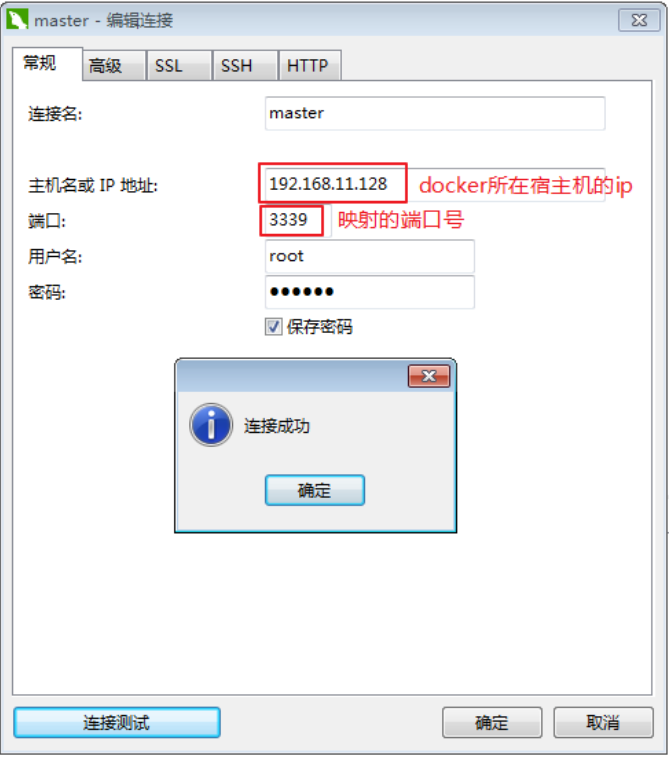 master - 编辑连接
常规 高级 SSL SSH HTTP
连接名: master
主机名或 IP 地址: 192.168.11.128 docker所在宿主机的ip
端口: 3339 映射的端口号
用户名: root
密码: ●●●●●●
保存密码
连接成功
确定
连接测试 确定 取消